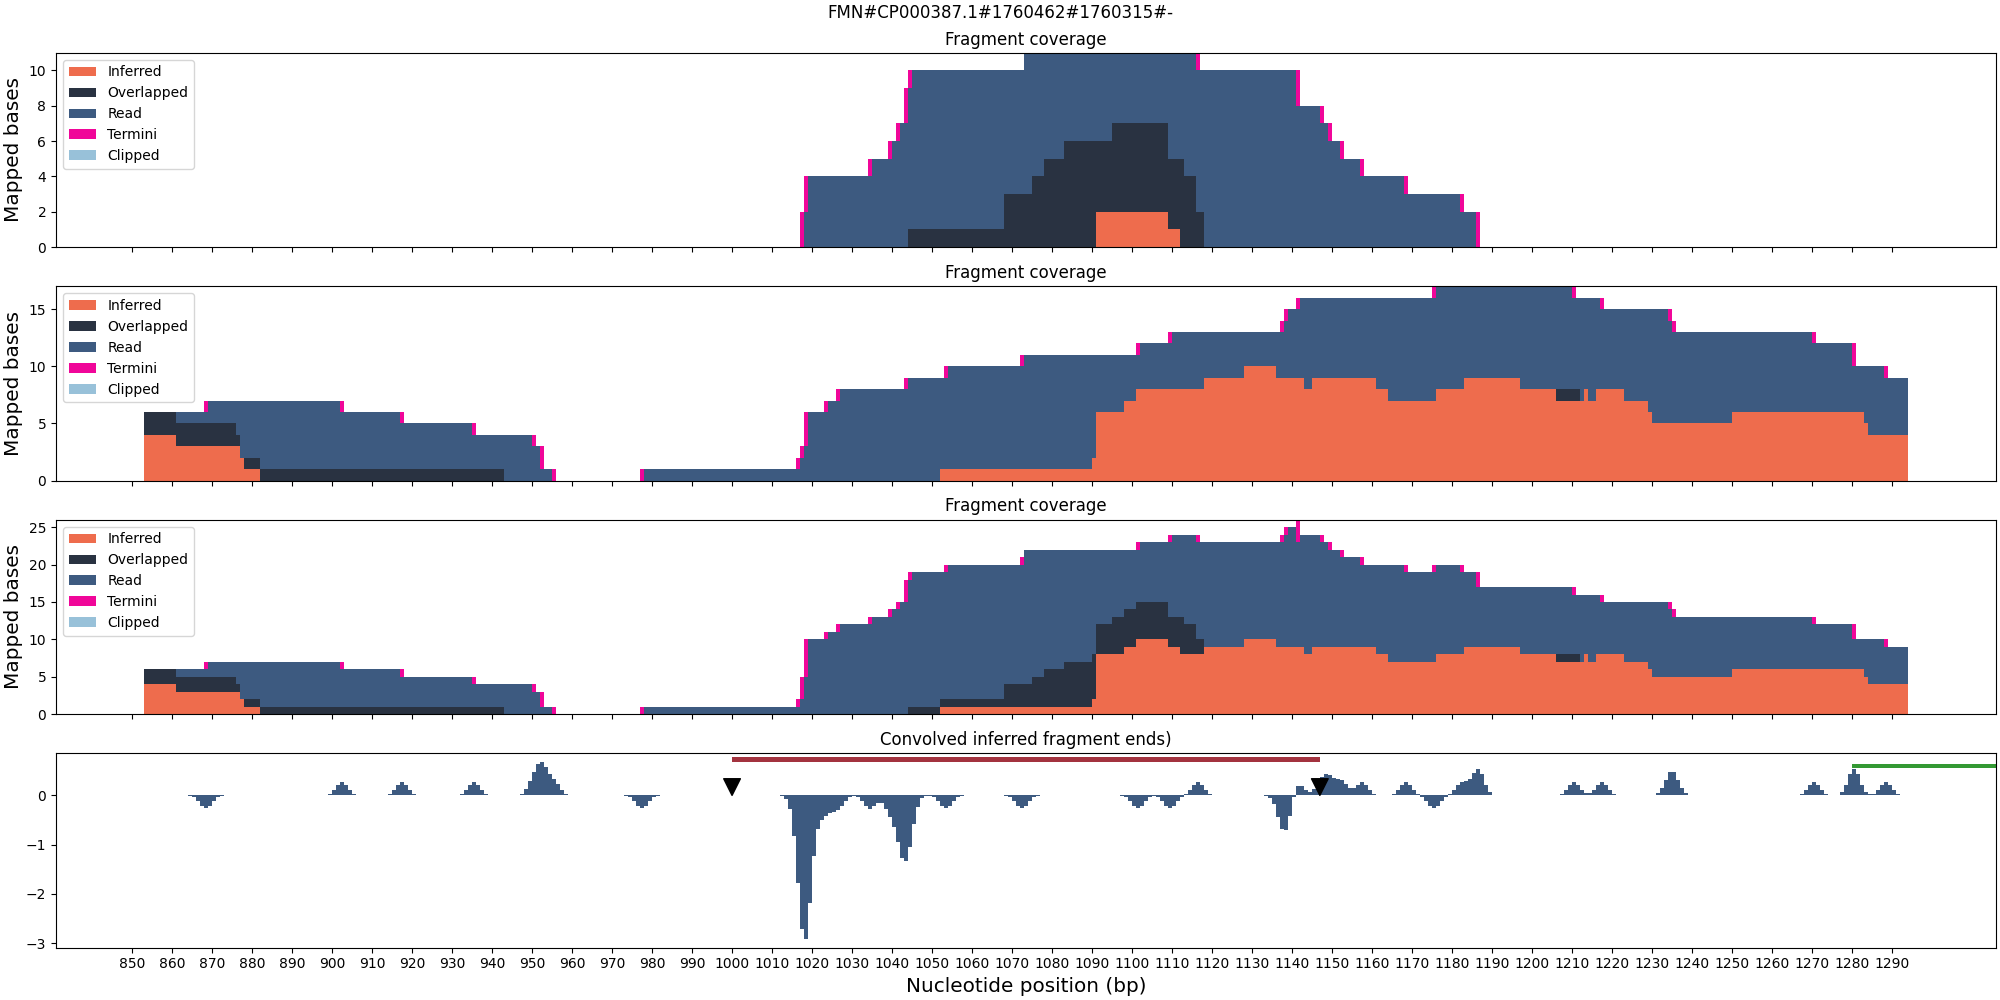 FMN#CP000387.1#1760462#1760315#-
Fragment coverage
Mapped bases
10
8
6
4
2
0
Inferred
Overlapped
Read
Termini
Clipped
Fragment coverage
Mapped bases
15
10
5
0
Inferred
Overlapped
Read
Termini
Clipped
Fragment coverage
Mapped bases
25
20
15
10
5
0
Inferred
Overlapped
Read
Termini
Clipped
Convolved inferred fragment ends)
0
−1
−2
−3
850 860 870 880 890 900 910 920 930 940 950 960 970 980 990 1000 1010 1020 1030 1040 1050 1060 1070 1080 1090 1100 1110 1120 1130 1140 1150 1160 1170 1180 1190 1200 1210 1220 1230 1240 1250 1260 1270 1280 1290
Nucleotide position (bp)